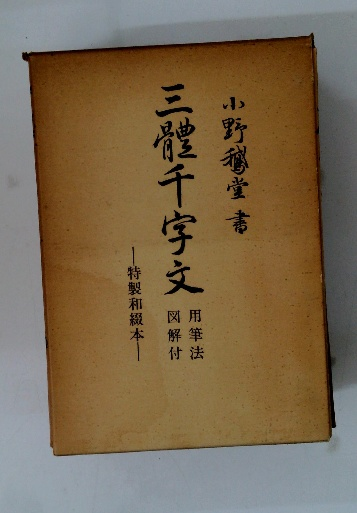 小野鵞堂書
三體千字文
用筆法
図解付
―特製和綴本―